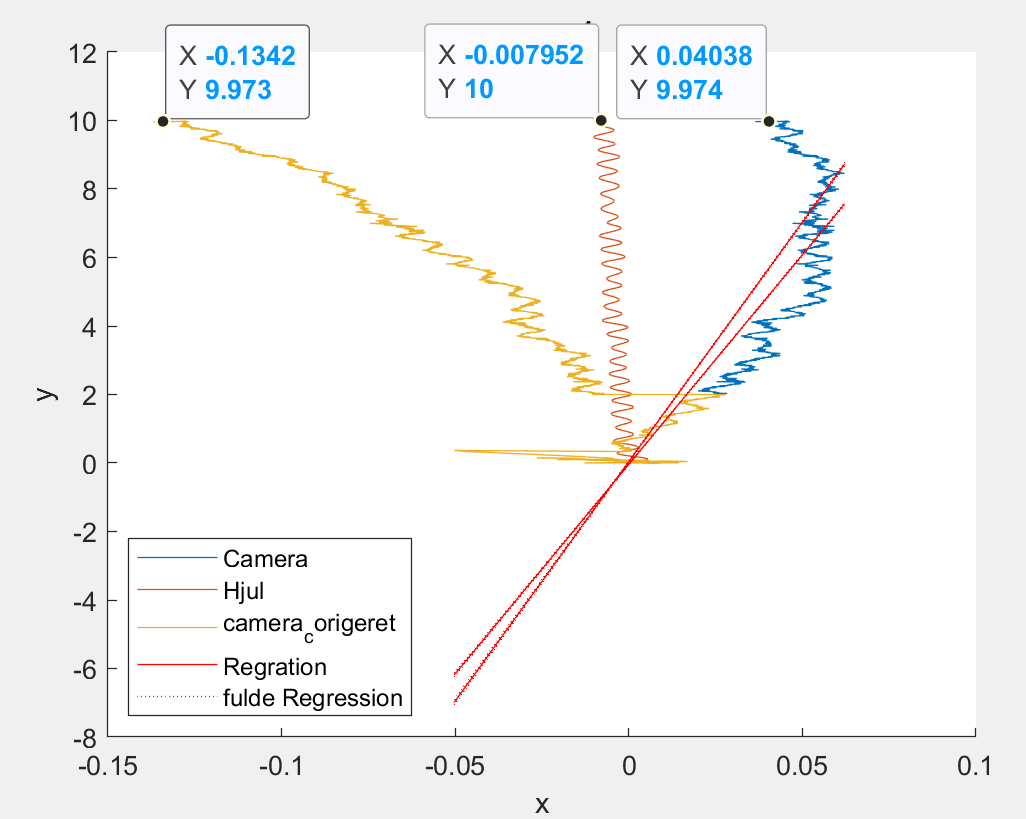 X -0.1342
Y 9.973
X -0.007952
Y 10
X 0.04038
Y 9.974
12
10
8
6
4
2
0
-2
-4
-6
-8
y
Camera
Hjul
camera_corigeret
Regration
fulde Regression
-0.15
-0.1
-0.05
0
0.05
0.1
x